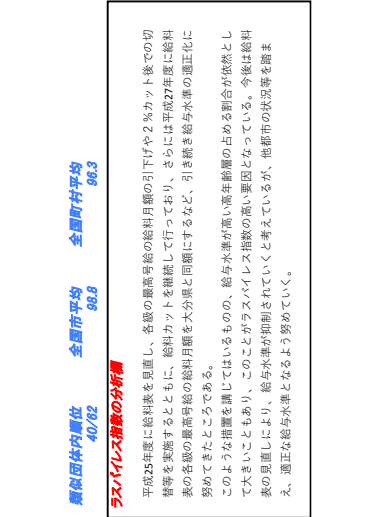 類似団体内順位 全国市平均 全国町村平均
40/62 98.8 96.3
ラスパイレス指数の分析欄
平成25年度に給料表を見直し、各級の最高号給の給料月額の引下げや２％カット後での切
替等を実施するとともに、給料カットを継続して行っており、さらには平成27年度に給料
表の各級の最高号給の給料月額を大分県と同額にするなど、引き続き給与水準の適正化に
努めてきたところである。
このような措置を講じてはいるものの、給与水準が高い高年齢層の占める割合が依然とし
て大きいこともあり、このことがラスパイレス指数の高い要因となっている。今後は給料
表の見直しにより、給与水準が抑制されていくと考えているが、他都市の状況等を踏ま
え、適正な給与水準となるよう努めていく。